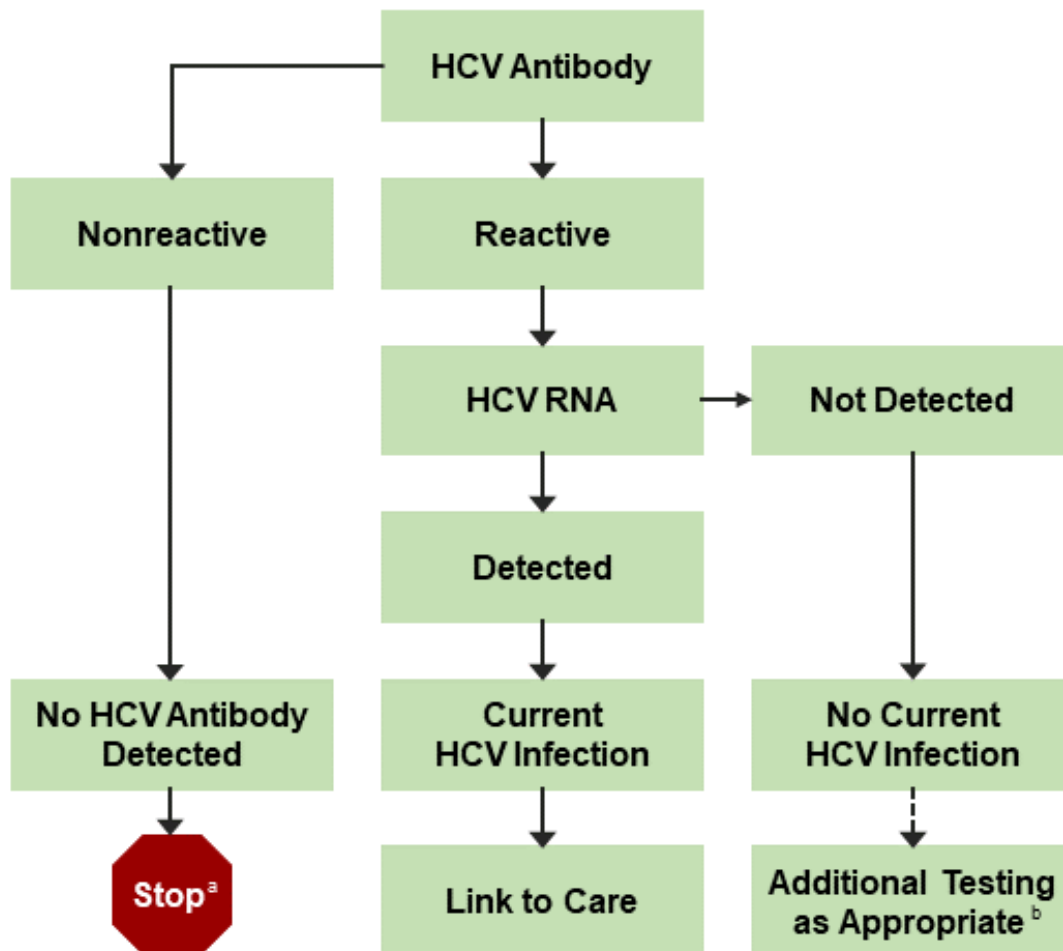 HCV Antibody
Nonreactive
Reactive
HCV RNA
Not Detected
Detected
No HCV Antibody
Detected
Current
HCV Infection
No Current
HCV Infection
Stop a
Link to Care
Additional Testing
as Appropriate b